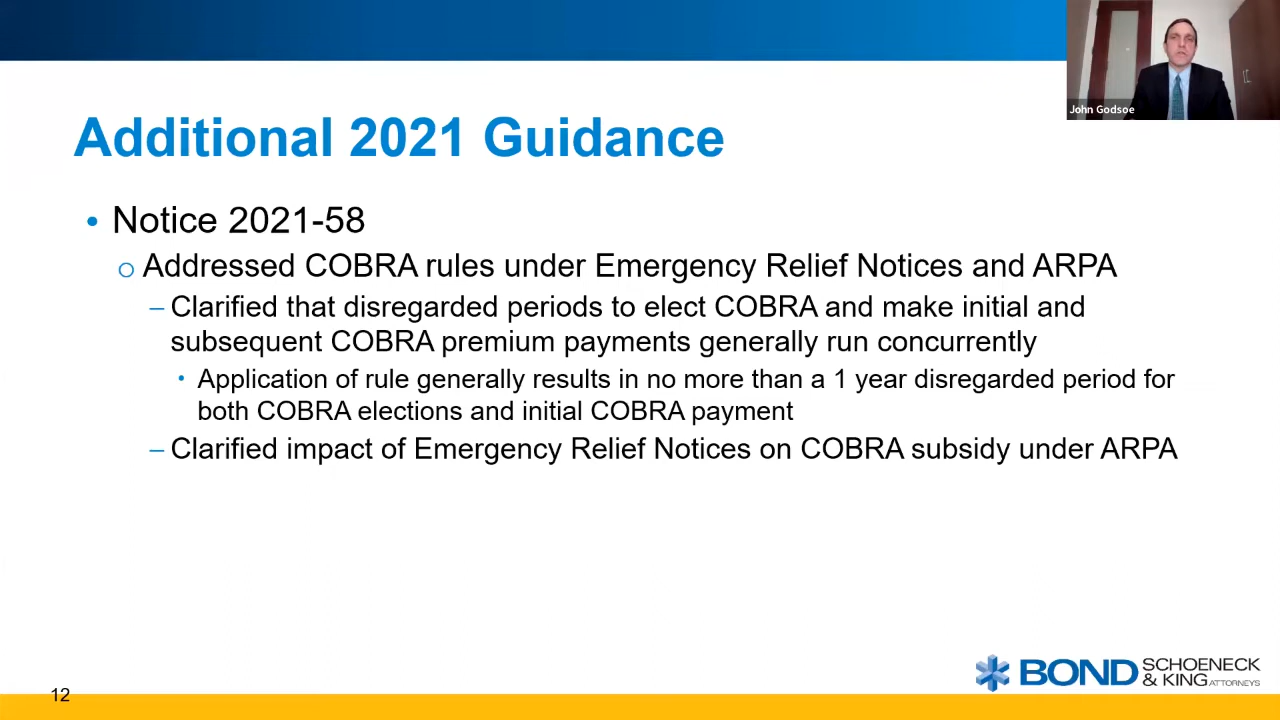 John Godsoe
Additional 2021 Guidance
• Notice 2021-58
o Addressed COBRA rules under Emergency Relief Notices and ARPA
– Clarified that disregarded periods to elect COBRA and make initial and
subsequent COBRA premium payments generally run concurrently
• Application of rule generally results in no more than a 1 year disregarded period for
both COBRA elections and initial COBRA payment
– Clarified impact of Emergency Relief Notices on COBRA subsidy under ARPA
BOND SCHOENECK
& KING ATTORNEYS
12